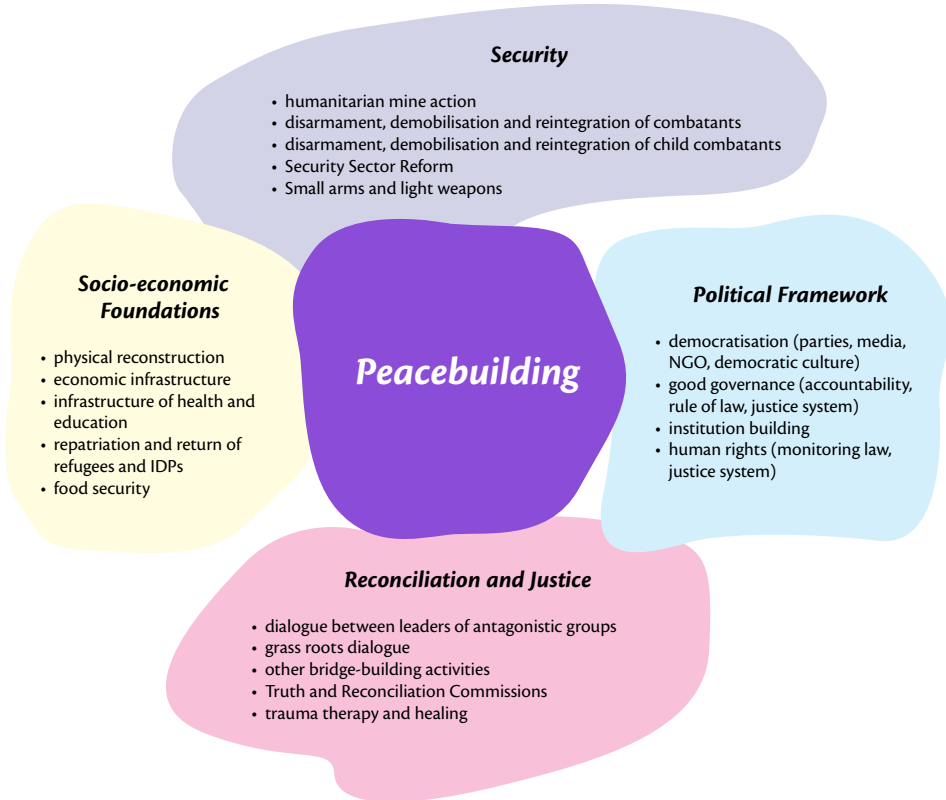 Security
• humanitarian mine action
• disarmament, demobilisation and reintegration of combatants
• disarmament, demobilisation and reintegration of child combatants
• Security Sector Reform
• Small arms and light weapons
Socio-economic
Foundations
• physical reconstruction
• economic infrastructure
• infrastructure of health and
education
• repatriation and return of
refugees and IDPs
• food security
Peacebuilding
Political Framework
• democratisation (parties, media,
NGO, democratic culture)
• good governance (accountability,
rule of law, justice system)
• institution building
• human rights (monitoring law,
justice system)
Reconciliation and Justice
• dialogue between leaders of antagonistic groups
• grass roots dialogue
• other bridge-building activities
• Truth and Reconciliation Commissions
• trauma therapy and healing